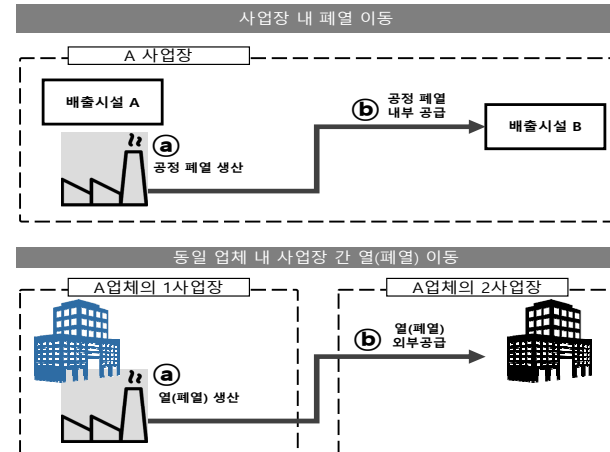 사업장 내 폐열 이동
A 사업장
배출시설 A
ⓐ
공정 폐열 생산
ⓑ 공정 폐열
내부 공급
배출시설 B
동일 업체 내 사업장 간 열(폐열) 이동
A업체의 1사업장
A업체의 2사업장
ⓐ
열(폐열) 생산
ⓑ 열(폐열)
외부공급